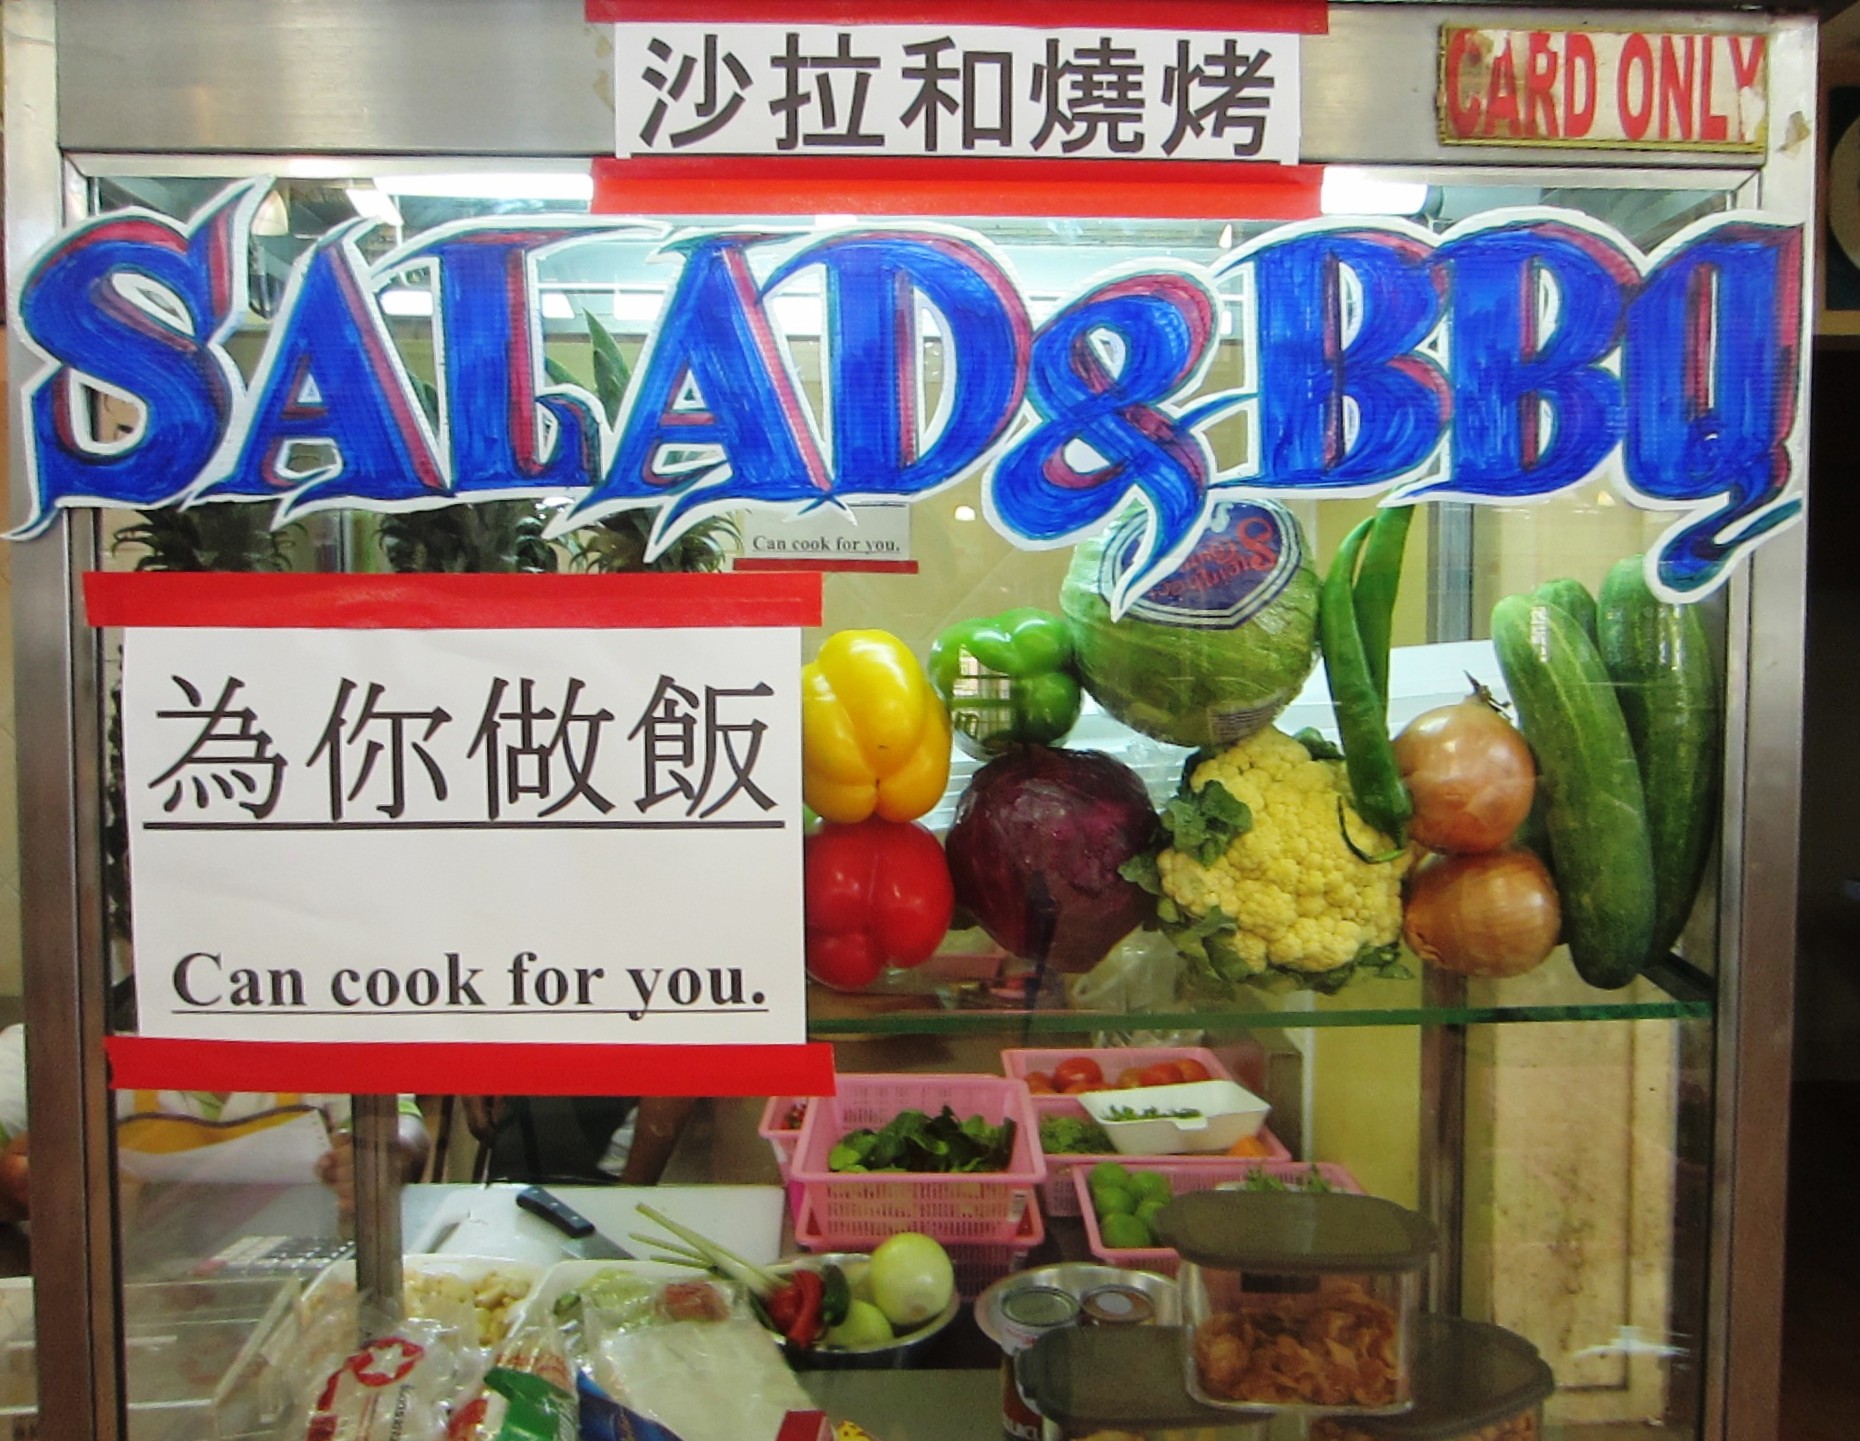 沙拉和燒烤
CARD ONLY
SALAD & BBQ
Can cook for you.
為你做飯
Can cook for you.